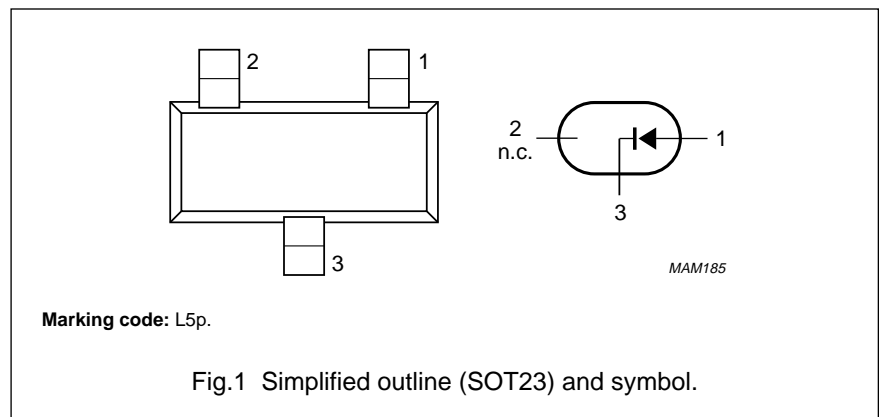 2
1
3
2
n.c.
1
3
MAM185
Marking code: L5p.
Fig.1 Simplified outline (SOT23) and symbol.